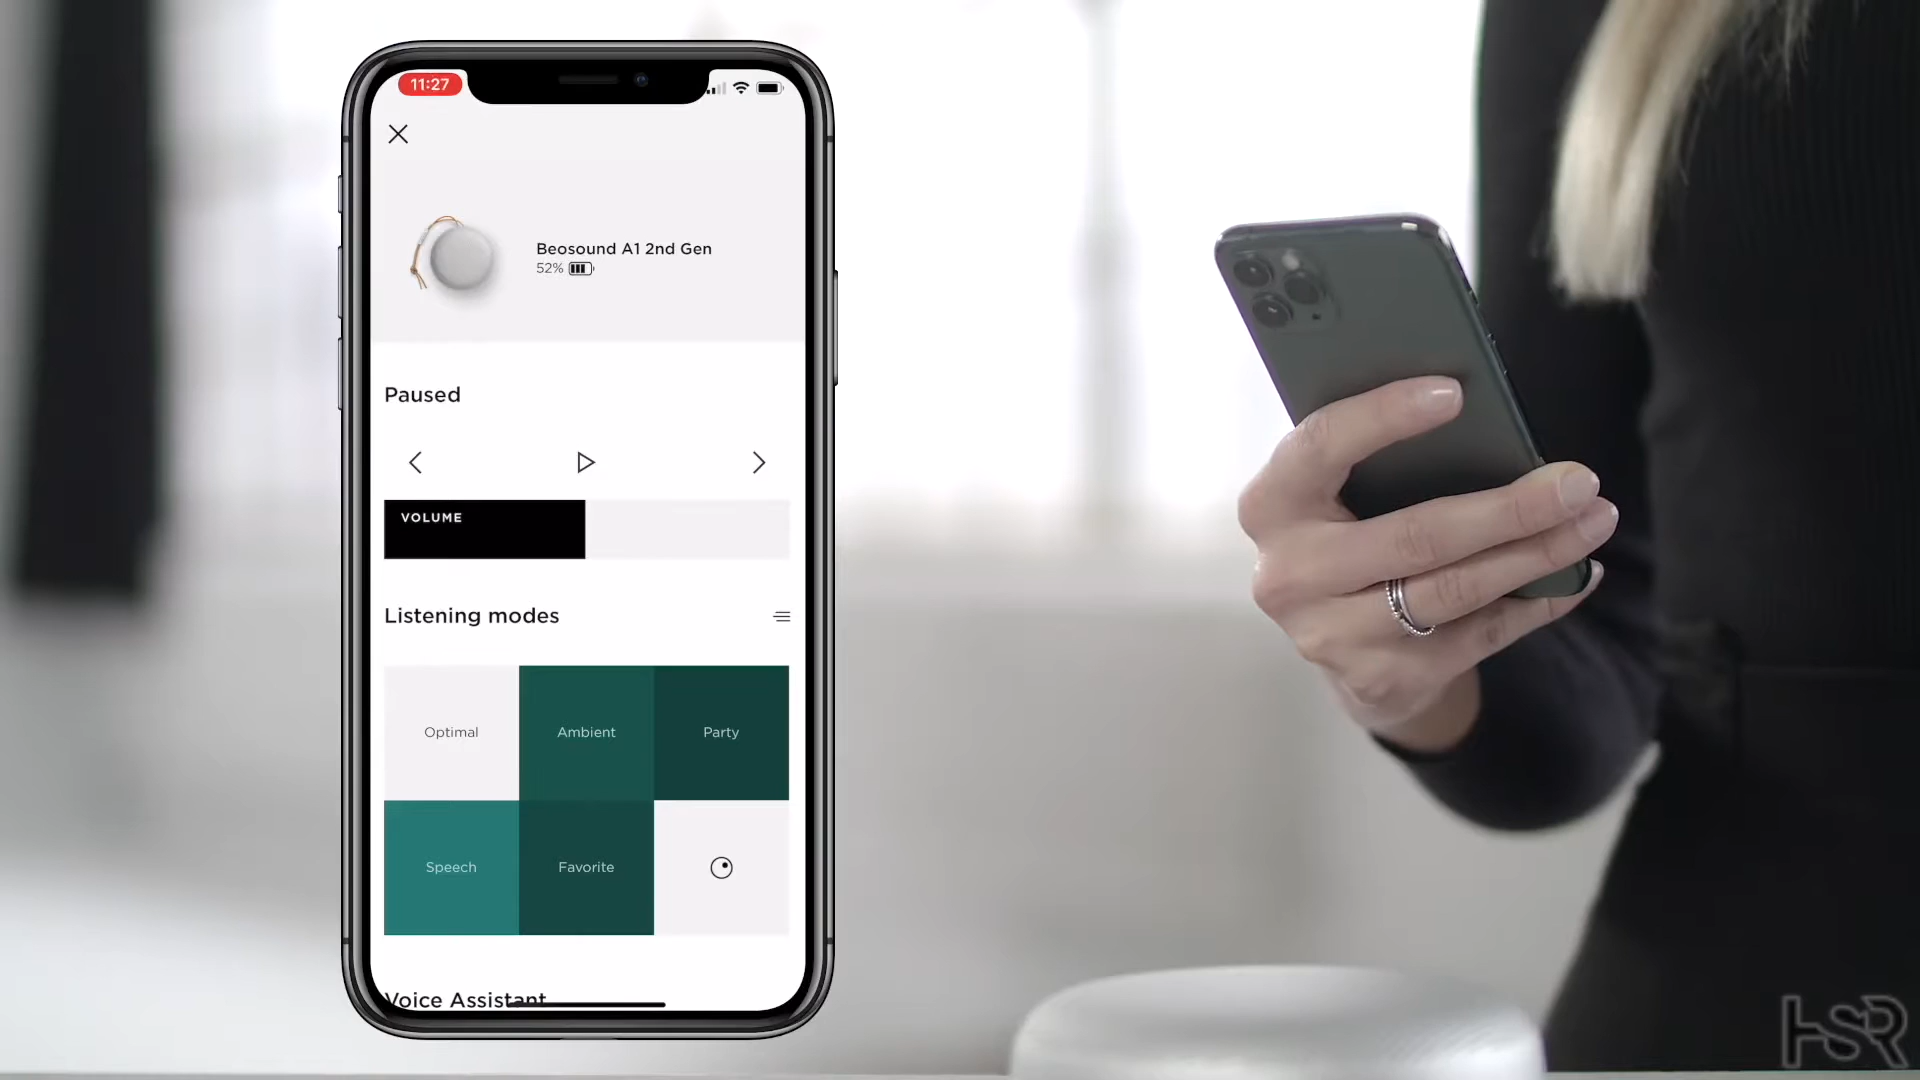 11:27
Beosound A1 2nd Gen
52%
Paused
VOLUME
Listening modes
Optimal
Ambient
Party
Speech
Favorite
Voice Assistant
HSR